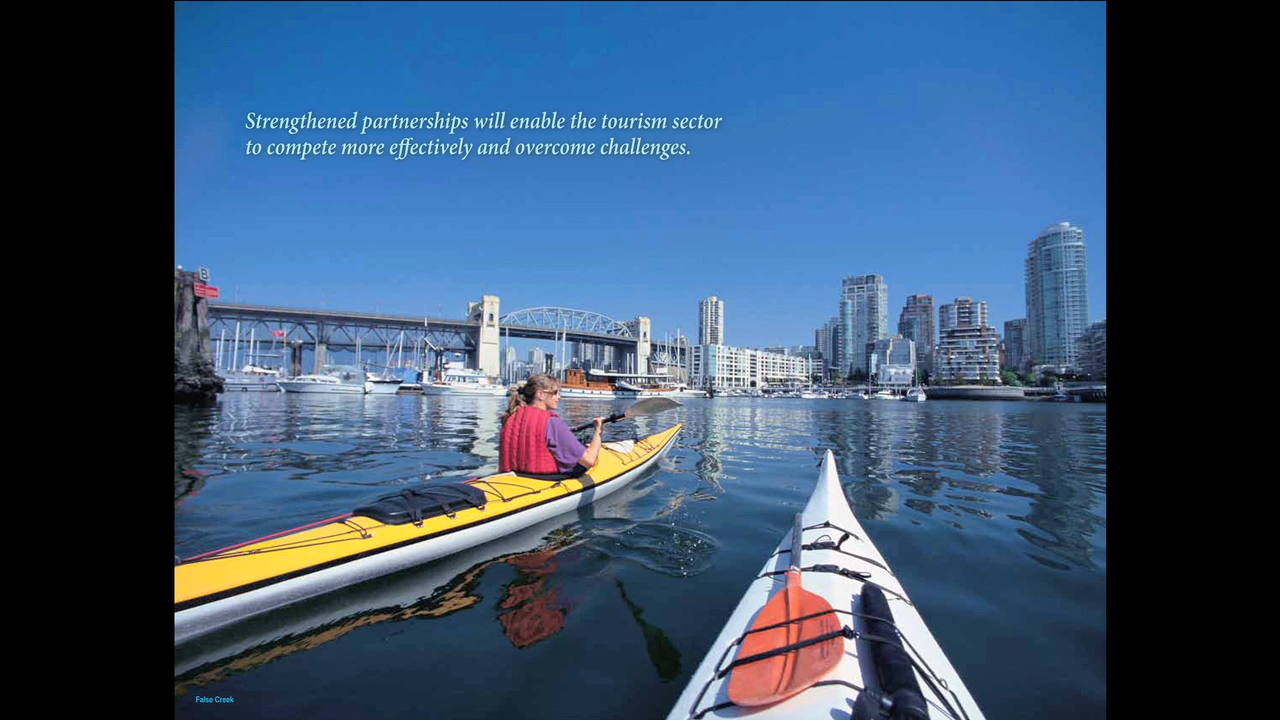 Strengthened partnerships will enable the tourism sector
to compete more effectively and overcome challenges.
B
False Creek